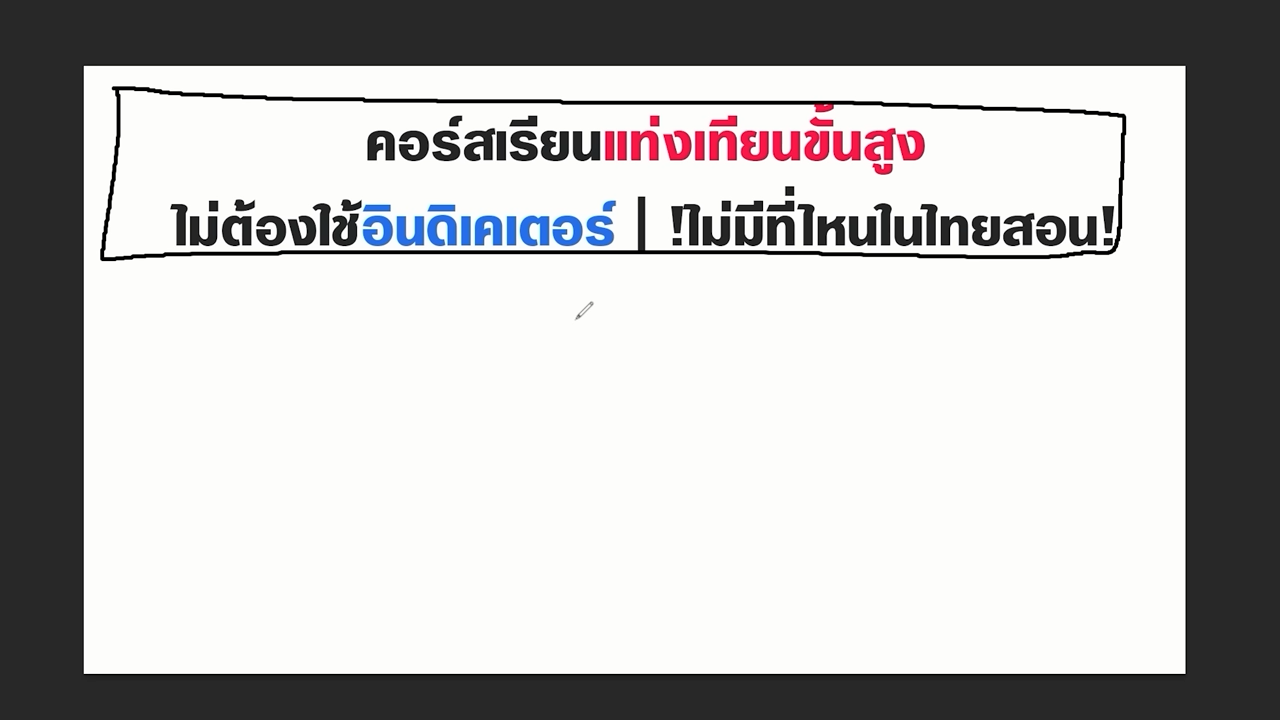 คอร์สเรียนแท่งเทียนขั้นสูง
ไม่ต้องใช้อินดิเคเตอร์ | !ไม่มีที่ไหนในไทยสอน!